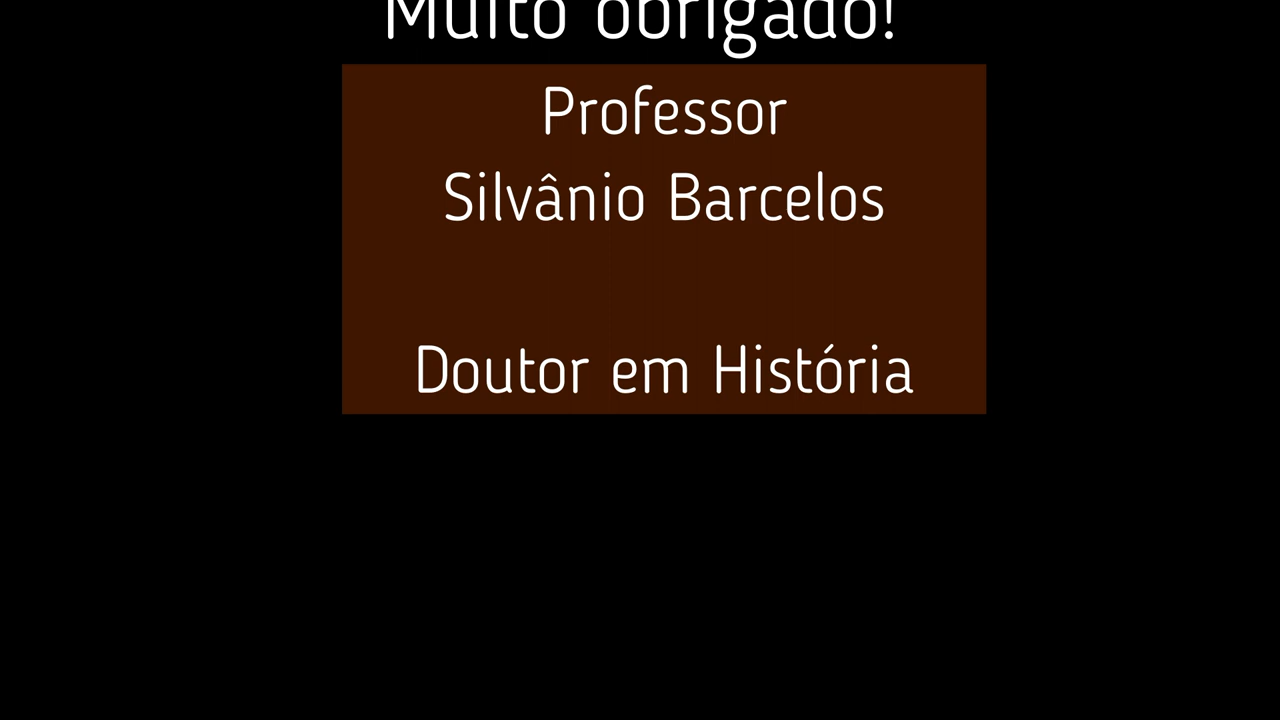 Muito obrigado!
Professor
Silvânio Barcelos
Doutor em História